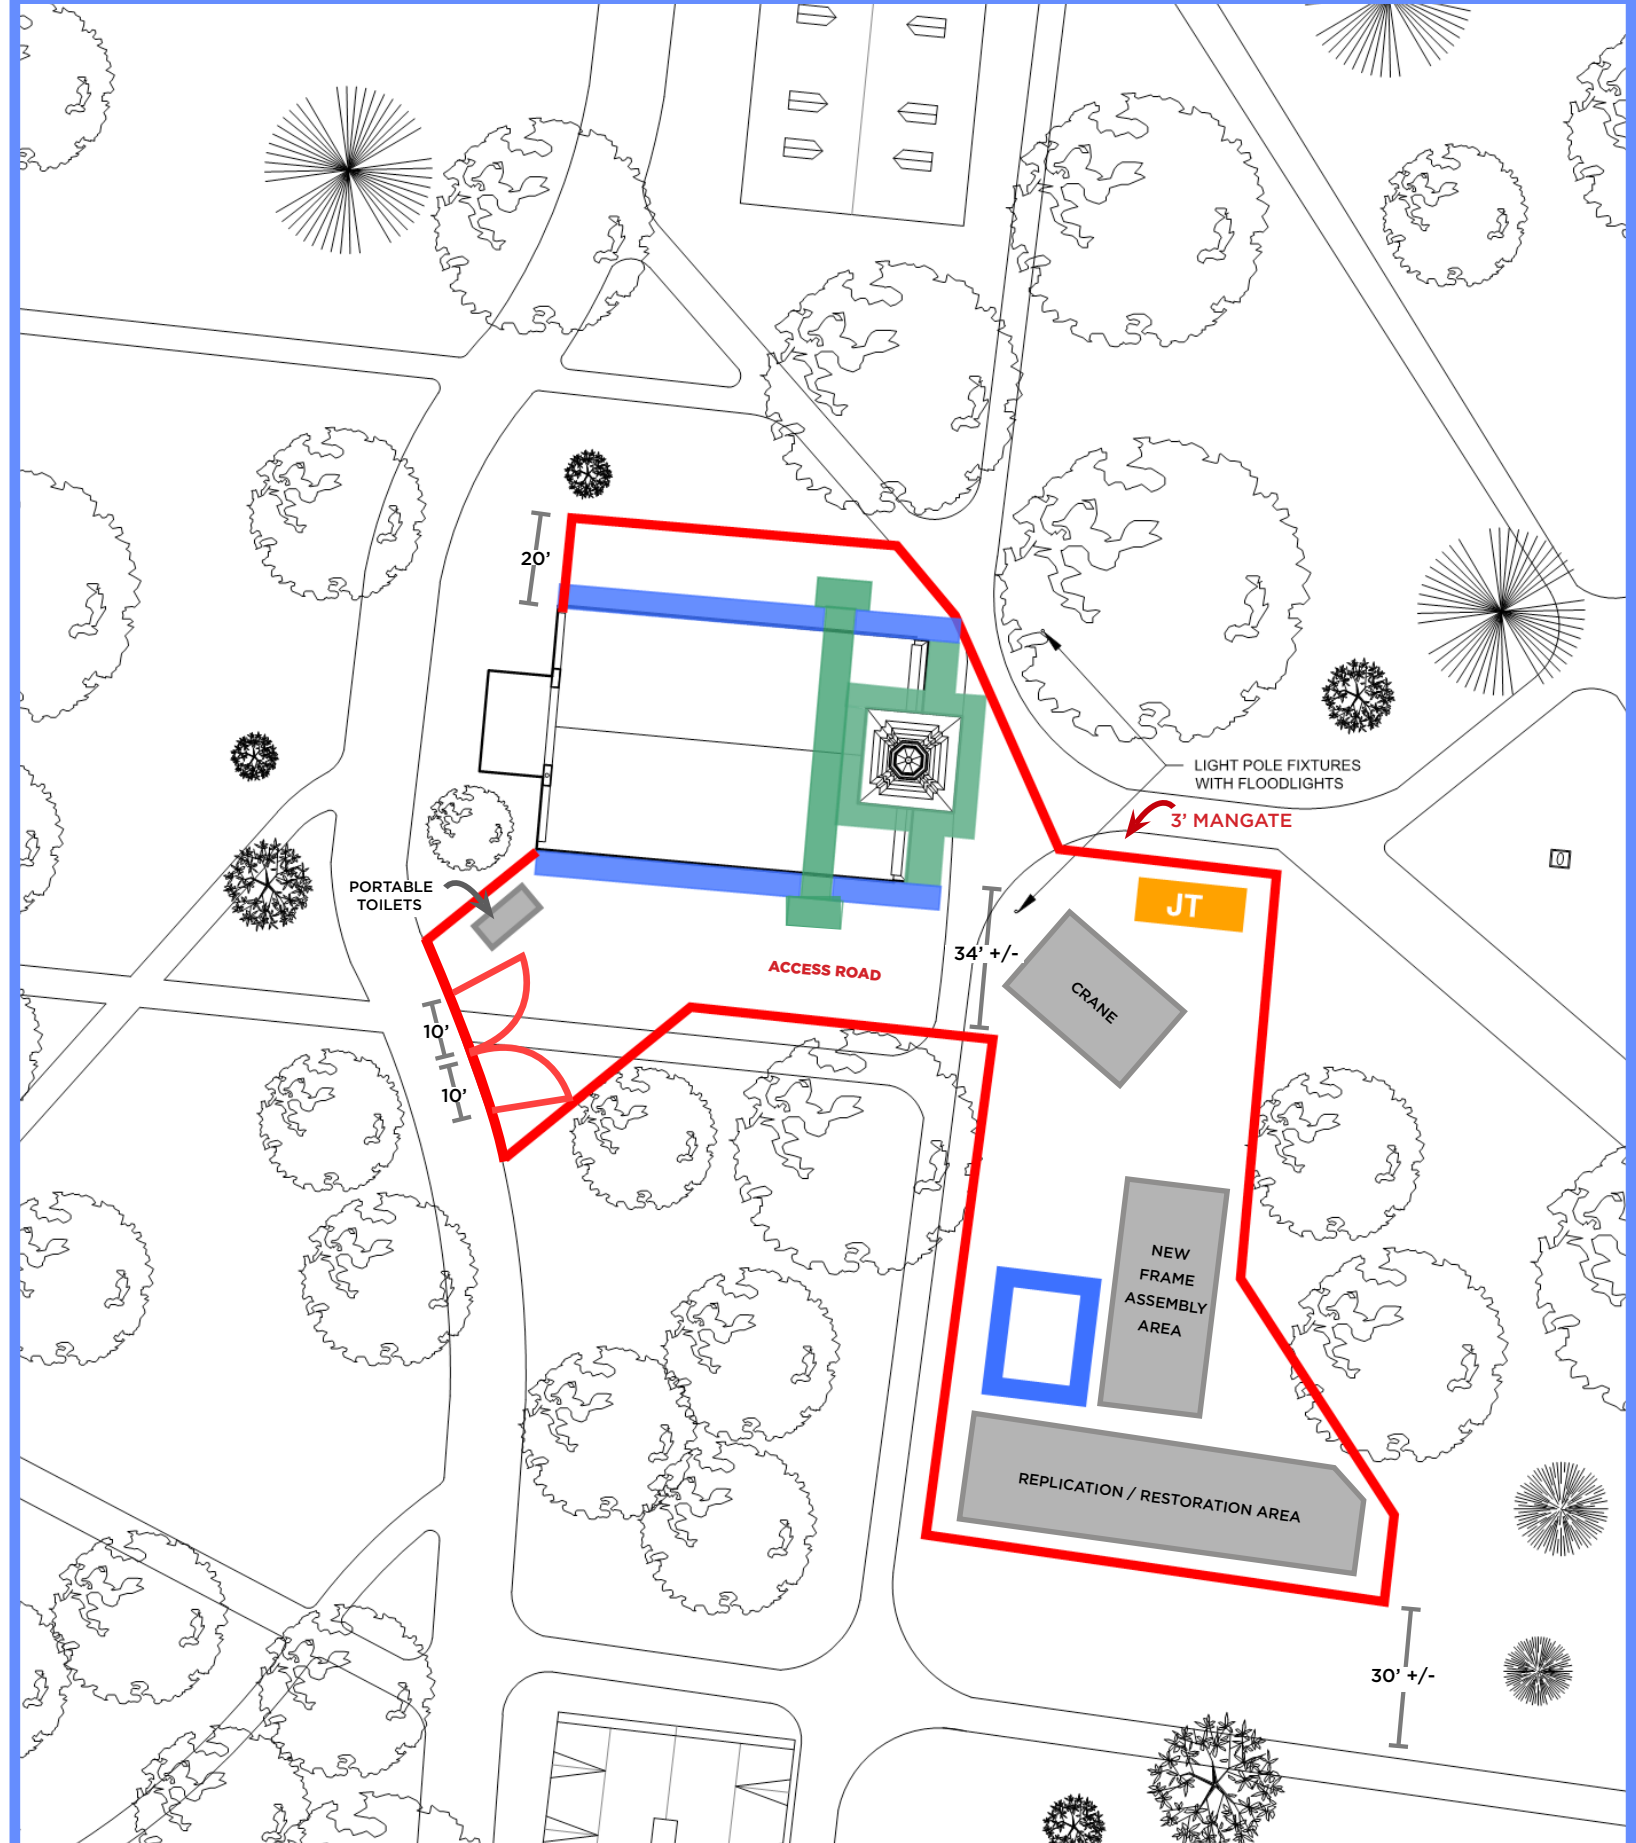 20’
LIGHT POLE FIXTURES
WITH FLOODLIGHTS
3’ MANGATE
PORTABLE
TOILETS
JT
34’ +/-
ACCESS ROAD
CRANE
10’
10’
NEW
FRAME
ASSEMBLY
AREA
REPLICATION / RESTORATION AREA
30’ +/-